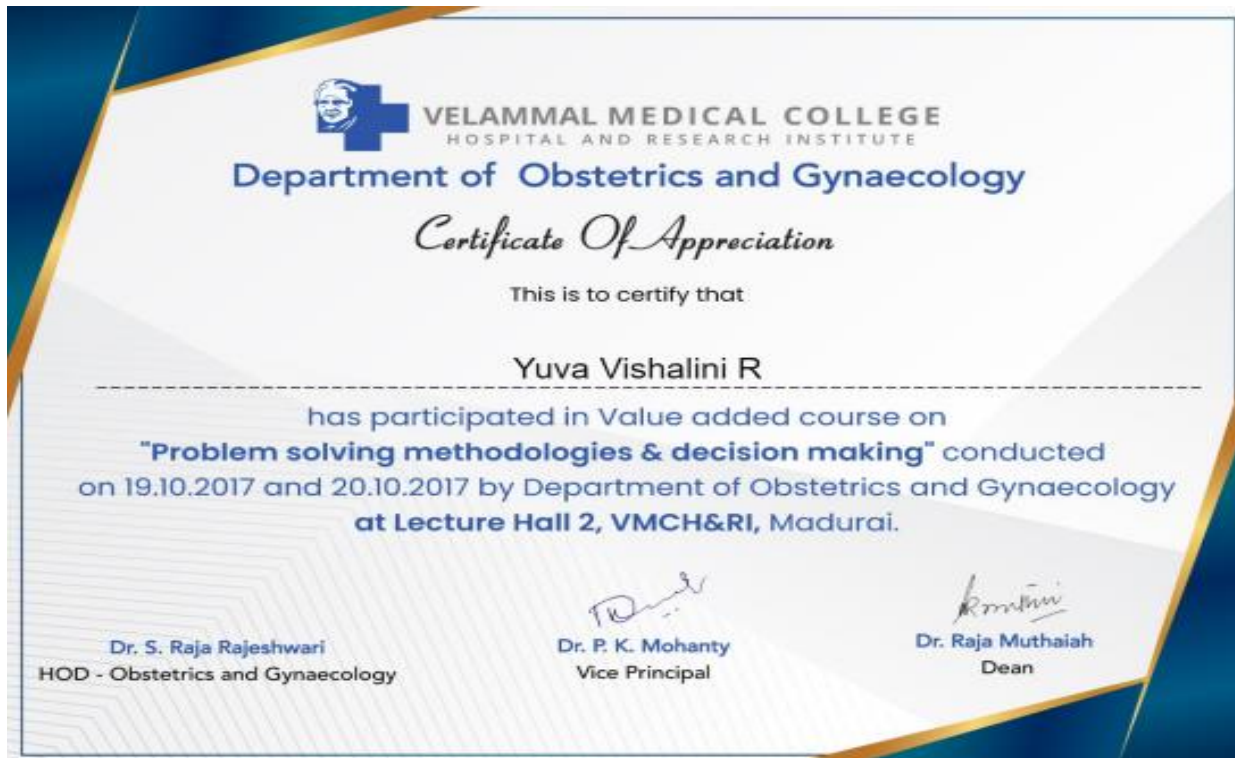 VELAMMAL MEDICAL COLLEGE
HOSPITAL AND RESEARCH INSTITUTE
Department of Obstetrics and Gynaecology
Certificate Of Appreciation
This is to certify that
Yuva Vishalini R
has participated in Value added course on
"Problem solving methodologies & decision making" conducted
on 19.10.2017 and 20.10.2017 by Department of Obstetrics and Gynaecology
at Lecture Hall 2, VMCH&RI, Madurai.
Dr. S. Raja Rajeshwari
HOD - Obstetrics and Gynaecology
Dr. P. K. Mohanty
Vice Principal
Dr. Raja Muthaiah
Dean